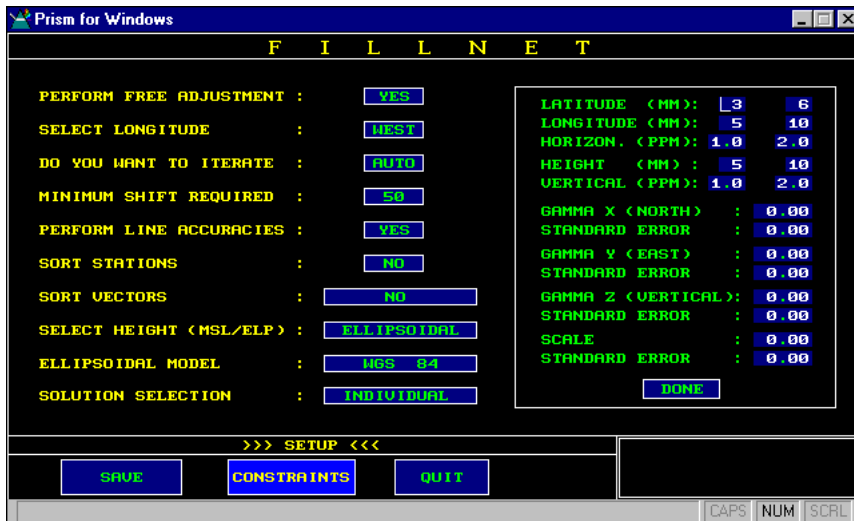 Prism for Windows
F I L L N E T
PERFORM FREE ADJUSTMENT : YES
SELECT LONGITUDE : WEST
DO YOU WANT TO ITERATE : AUTO
MINIMUM SHIFT REQUIRED : 50
PERFORM LINE ACCURACIES : YES
SORT STATIONS : NO
SORT VECTORS : NO
SELECT HEIGHT (MSL/ELP) : ELLIPSOIDAL
ELLIPSOIDAL MODEL : WGS 84
SOLUTION SELECTION : INDIVIDUAL
LATITUDE (MM): 3 6
LONGITUDE (MM): 5 10
HORIZON. (PPM): 1.0 2.0
HEIGHT (MM) : 5 10
VERTICAL (PPM): 1.0 2.0
GAMMA X (NORTH) : 0.00
STANDARD ERROR : 0.00
GAMMA Y (EAST) : 0.00
STANDARD ERROR : 0.00
GAMMA Z (VERTICAL): 0.00
STANDARD ERROR : 0.00
SCALE : 0.00
STANDARD ERROR : 0.00
DONE
>>> SETUP <<<
SAVE CONSTRAINTS QUIT
CAPS NUM SCRL